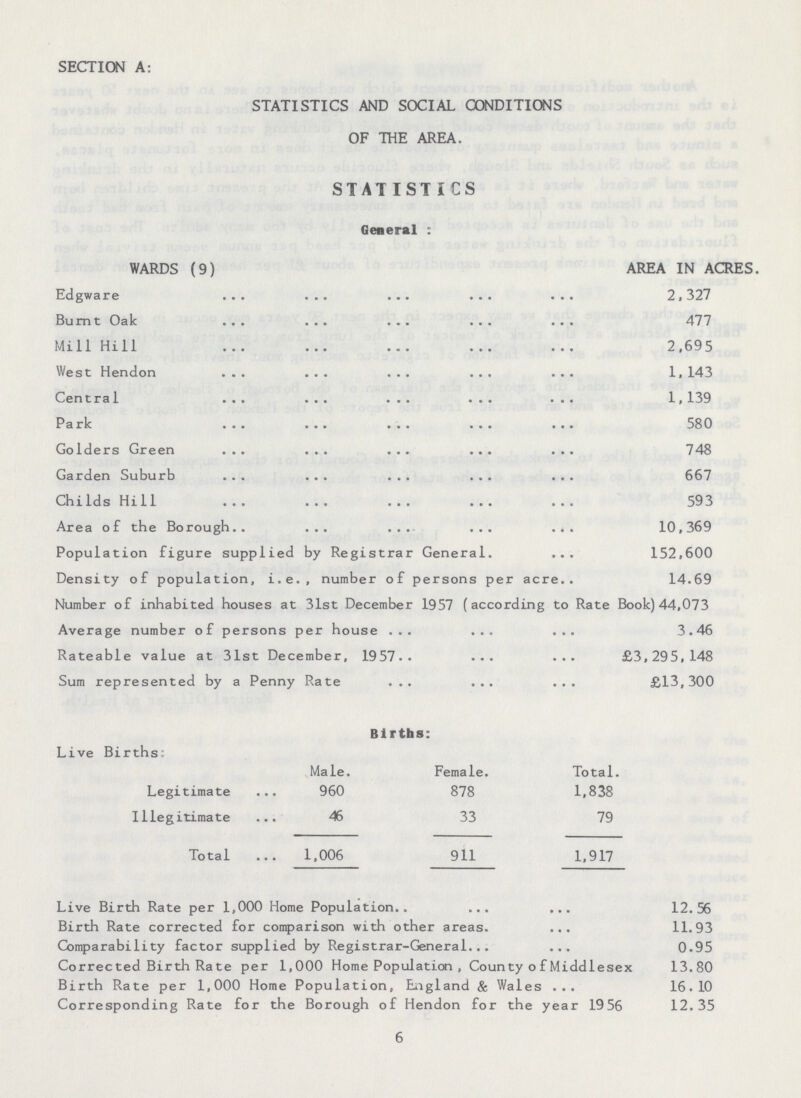 SECTION A:
STATISTICS AND SOCIAL CONDITIONS
OF THE AREA.
STATISTICS
General :
WARDS (9) AREA IN ACRES.
Edgware ... ... ... ... ... 2,327
Burnt Oak ... ... ... ... ... 477
Mill Hill ... ... ... ... ... 2,695
West Hendon ... ... ... ... ... 1,143
Central ... ... ... ... ... 1,139
Park ... ... ... ... ... 580
Golders Green ... ... ... ... ... 748
Garden Suburb ... ... ... ... ... 667
Childs Hill ... ... ... ... ... 593
Area of the Borough.. ... ... ... ... 10,369
Population figure supplied by Registrar General. ... 152,600
Density of population, i.e., number of persons per acre.. 14.69
Number of inhabited houses at 31st December 1957 (according to Rate Book) 44,073
Average number of persons per house ... ... ... 3.46
Rateable value at 31st December, 1957.. ... ... £3,295,148
Sum represented by a Penny Rate ... ... ... £13,300
Births:
Live Births:
Male. Female. Total.
Legitimate ... 960 878 1,838
Illegitimate ... 46 33 79
Total ... 1,006 911 1,917
Live Birth Rate per 1,000 Home Population.. ... ... 12.56
Birth Rate corrected for comparison with other areas. ... 11.93
Comparability factor supplied by Registrar-General... ... 0.95
Corrected Birth Rate per 1,000 Home Population, County of Middlesex 13.80
Birth Rate per 1,000 Home Population, England & Wales ... 16.10
Corresponding Rate for the Borough of Hendon for the year 1956 12.35
6